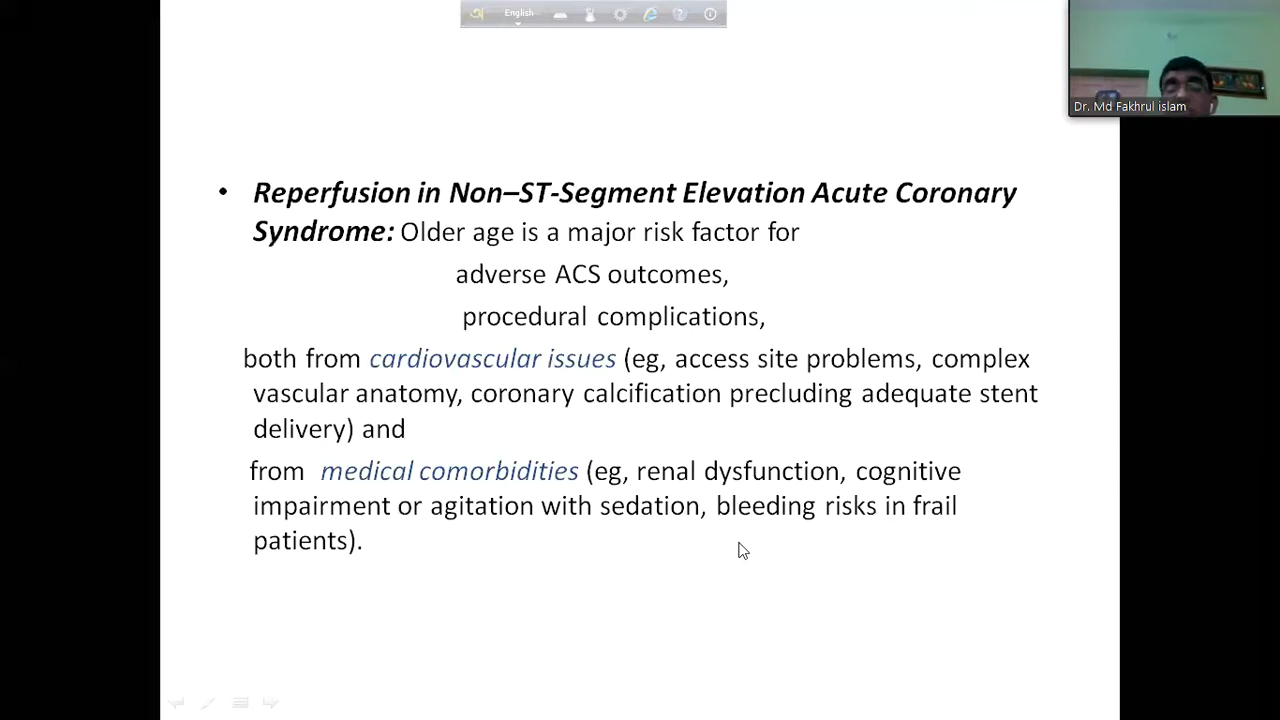 English
Dr. Md Fakhrul islam
• Reperfusion in Non–ST-Segment Elevation Acute Coronary
Syndrome: Older age is a major risk factor for
adverse ACS outcomes,
procedural complications,
both from cardiovascular issues (eg, access site problems, complex
vascular anatomy, coronary calcification precluding adequate stent
delivery) and
from medical comorbidities (eg, renal dysfunction, cognitive
impairment or agitation with sedation, bleeding risks in frail
patients).